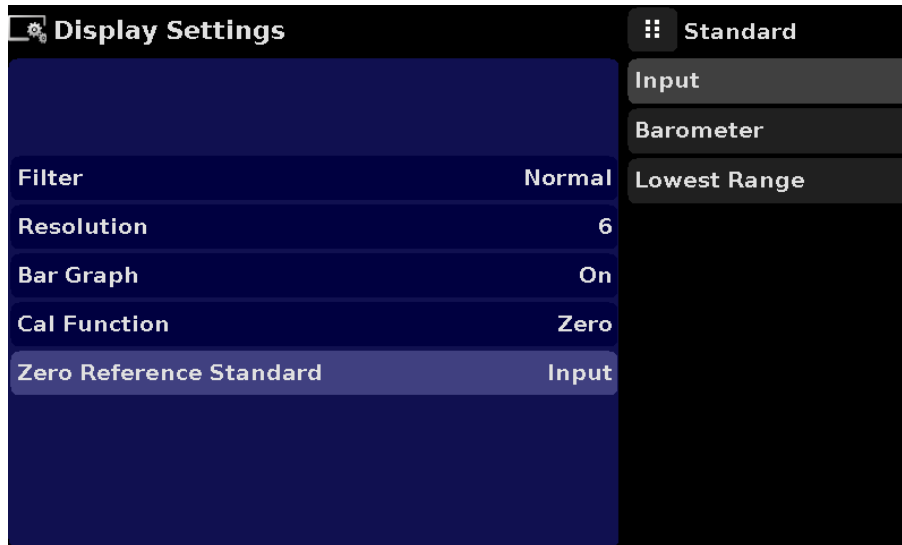 Display Settings
Filter Normal
Resolution 6
Bar Graph On
Cal Function Zero
Zero Reference Standard Input
Standard
Input
Barometer
Lowest Range